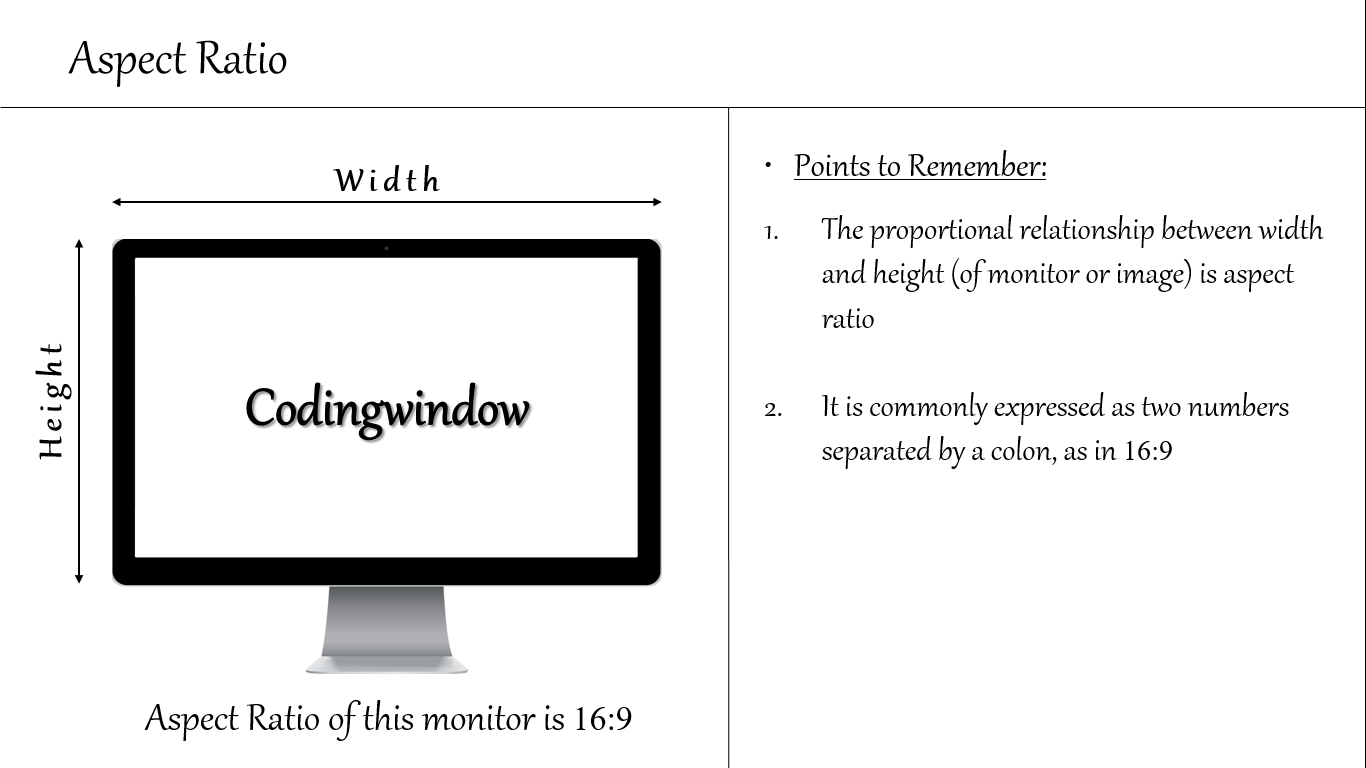 Aspect Ratio
Width
Height
Codingwindow
Aspect Ratio of this monitor is 16:9
• Points to Remember:
1. The proportional relationship between width
and height (of monitor or image) is aspect
ratio
2. It is commonly expressed as two numbers
separated by a colon, as in 16:9